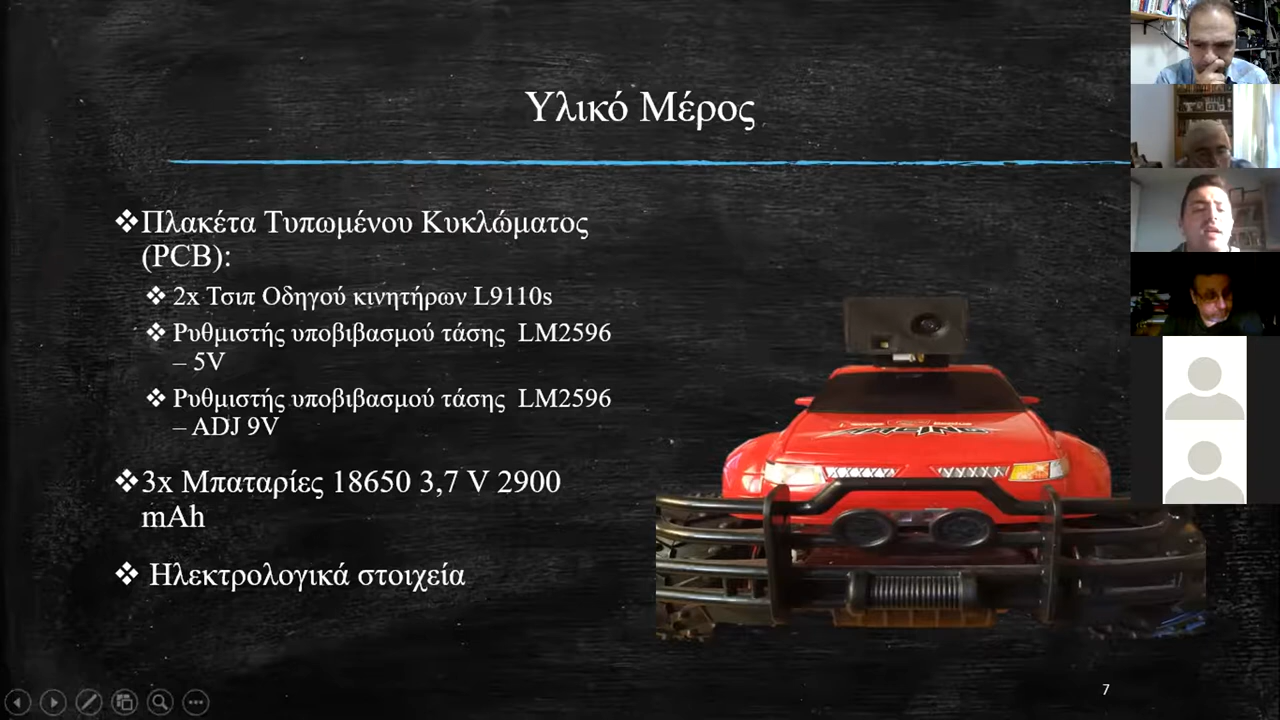 Υλικό Μέρος
❖Πλακέτα Τυπωμένου Κυκλώματος
(PCB):
❖ 2x Τσιπ Οδηγού κινητήρων L9110s
❖ Ρυθμιστής υποβιβασμού τάσης LM2596
– 5V
❖ Ρυθμιστής υποβιβασμού τάσης LM2596
– ADJ 9V
❖3x Μπαταρίες 18650 3,7 V 2900
mAh
❖ Ηλεκτρολογικά στοιχεία
RACING
7